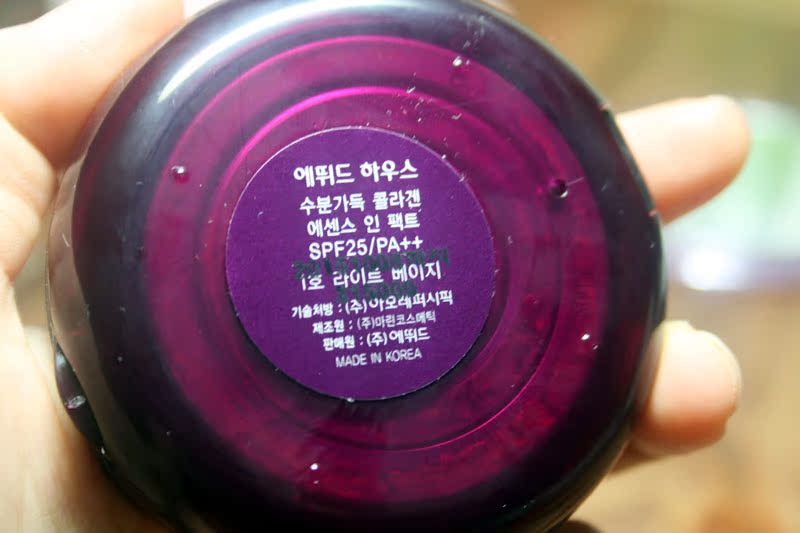 에뛰드 하우스
수분가득 콜라겐
에센스 인 팩트
SPF25/PA++
1호 라이트 베이지
기술처방 : (주)아모레퍼시픽
제조원 : (주)마린코스메틱
판매원 : (주)에뛰드
MADE IN KOREA